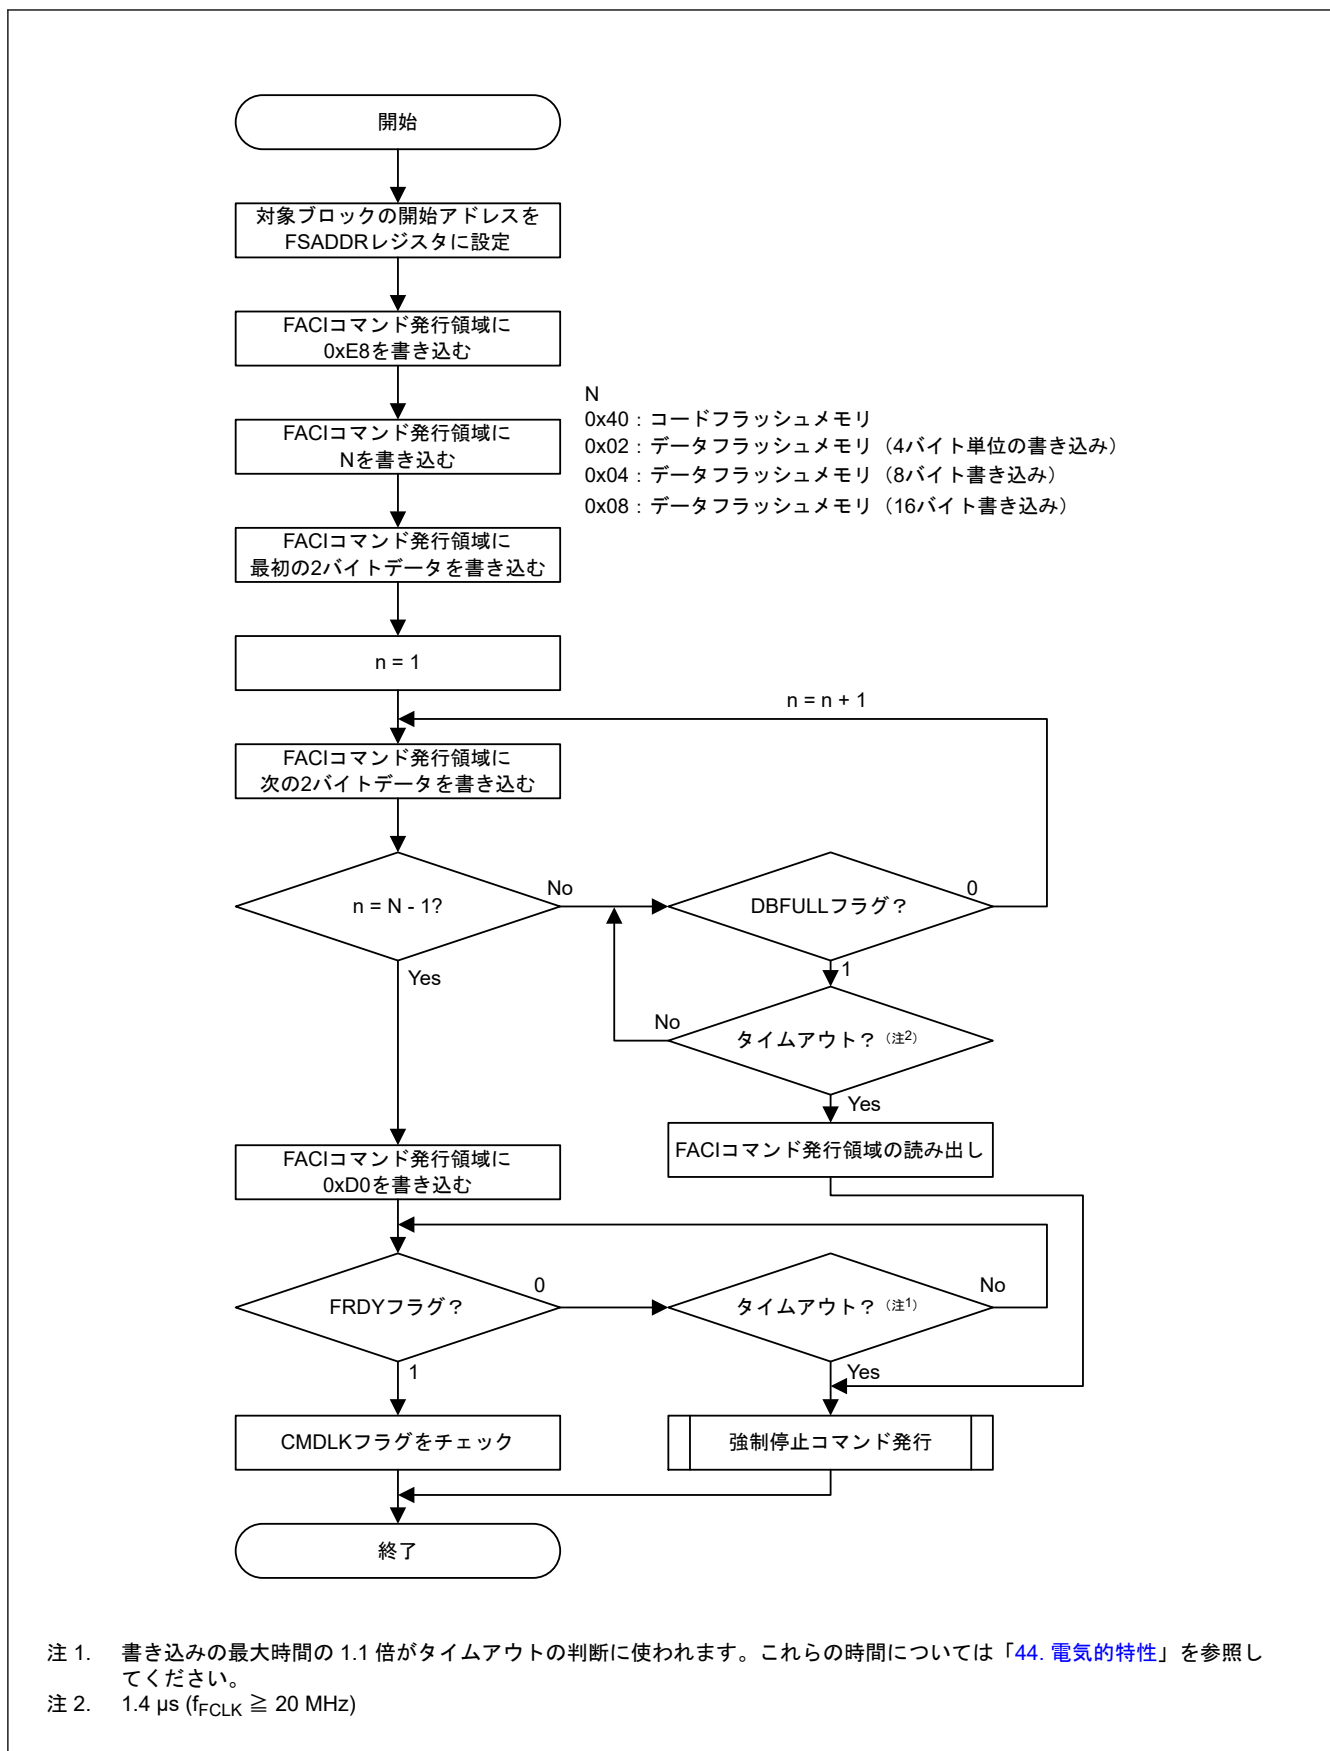 開始
対象ブロックの開始アドレスを
FSADDRレジスタに設定
FACIコマンド発行領域に
0xE8を書き込む
FACIコマンド発行領域に
Nを書き込む
N
0x40：コードフラッシュメモリ
0x02：データフラッシュメモリ（4バイト単位の書き込み）
0x04：データフラッシュメモリ（8バイト書き込み）
0x08：データフラッシュメモリ（16バイト書き込み）
FACIコマンド発行領域に
最初の2バイトデータを書き込む
n = 1
n = n + 1
FACIコマンド発行領域に
次の2バイトデータを書き込む
n = N - 1?
No
DBFULLフラグ？
0
Yes
1
No
タイムアウト？（注2）
Yes
FACIコマンド発行領域の読み出し
FACIコマンド発行領域に
0xD0を書き込む
FRDYフラグ？
0
タイムアウト？（注1）
No
1
Yes
CMDLKフラグをチェック
強制停止コマンド発行
終了
注 1. 書き込みの最大時間の 1.1 倍がタイムアウトの判断に使われます。これらの時間については「44. 電気的特性」を参照し
てください。
注 2. 1.4 µs (fFCLK ≧ 20 MHz)